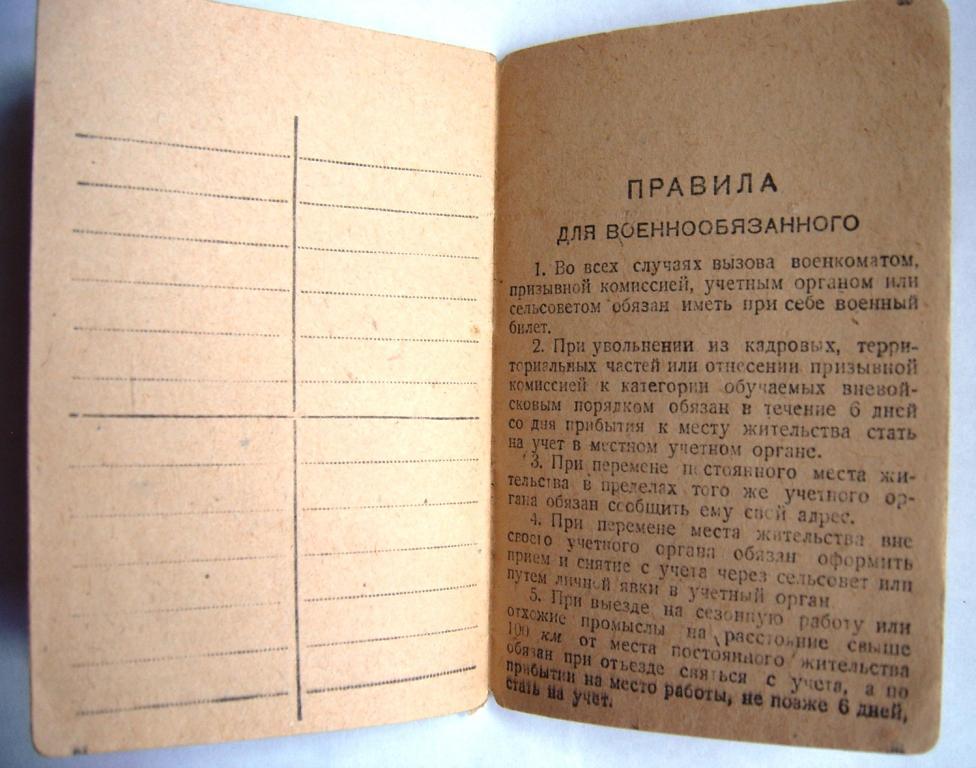 ПРАВИЛА
ДЛЯ ВОЕННООБЯЗАННОГО
1. Во всех случаях вызова военкоматом,
призывной комиссией, учетным органом или
сельсоветом обязан иметь при себе военный
билет.
2. При увольнении из кадровых, терри-
ториальных частей или отнесении призывной
комиссией к категории обучаемых вневой-
сковым порядком обязан в течение 6 дней
со дня прибытия к месту жительства стать
на учет в местном учетном органе.
3. При перемене постоянного места жи-
тельства в пределах того же учетного ор-
гана обязан сообщить ему свой адрес.
4. При перемене места жительства вне
своего учетного органа обязан оформить
прием и снятие с учета через сельсовет или
путем личной явки в учетный орган
5. При выезде на сезонную работу или
отхожие промыслы на расстояние свыше
100 км от места постоянного жительства
обязан при отъезде сняться с учета, а по
прибытии на место работы, не позже 6 дней,
стать на учет.